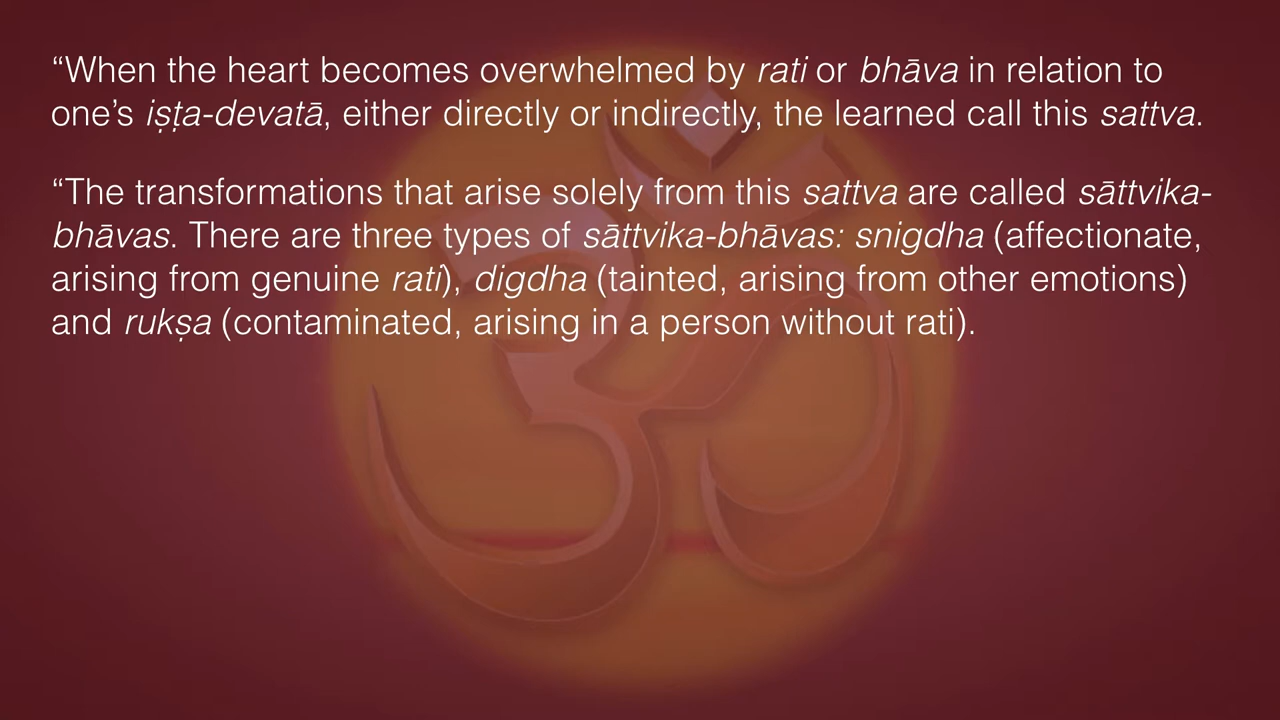 “When the heart becomes overwhelmed by rati or bhāva in relation to
one’s iṣṭa-devatā, either directly or indirectly, the learned call this sattva.
“The transformations that arise solely from this sattva are called sāttvika-
bhāvas. There are three types of sāttvika-bhāvas: snigdha (affectionate,
arising from genuine rati), digdha (tainted, arising from other emotions)
and rukṣa (contaminated, arising in a person without rati).